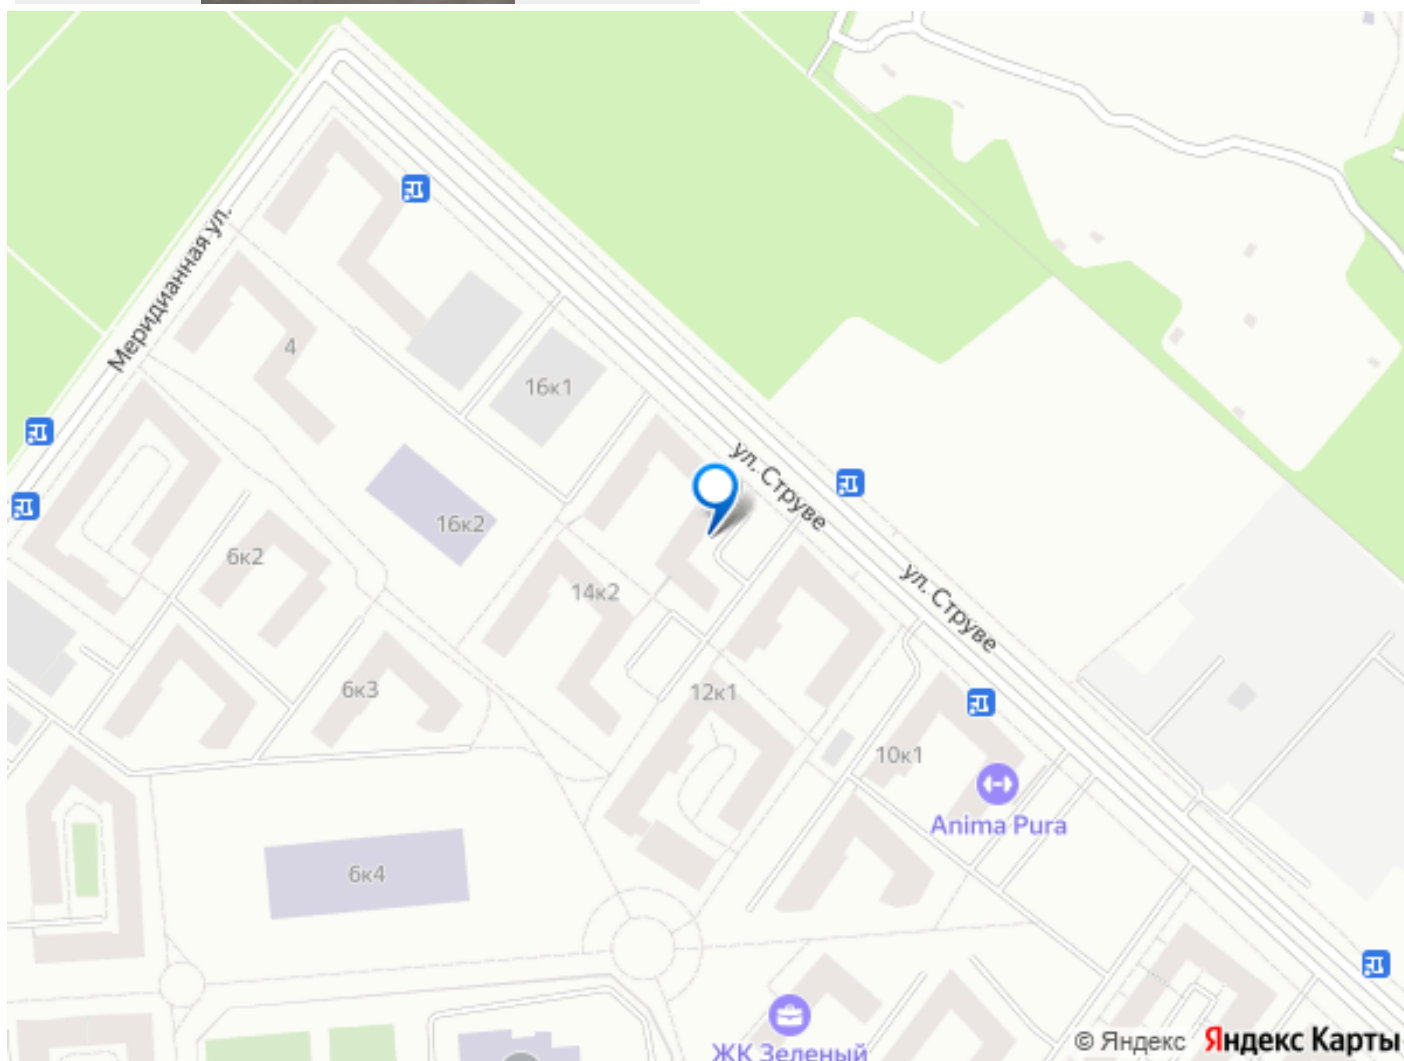 Меридианная ул.
4
16к1
ул. Струве
16к2
6к2
14к2
ул. Струве
6к3
12к1
10к1
Anima Pura
6к4
ЖК Зеленый
© Яндекс Яндекс Карты